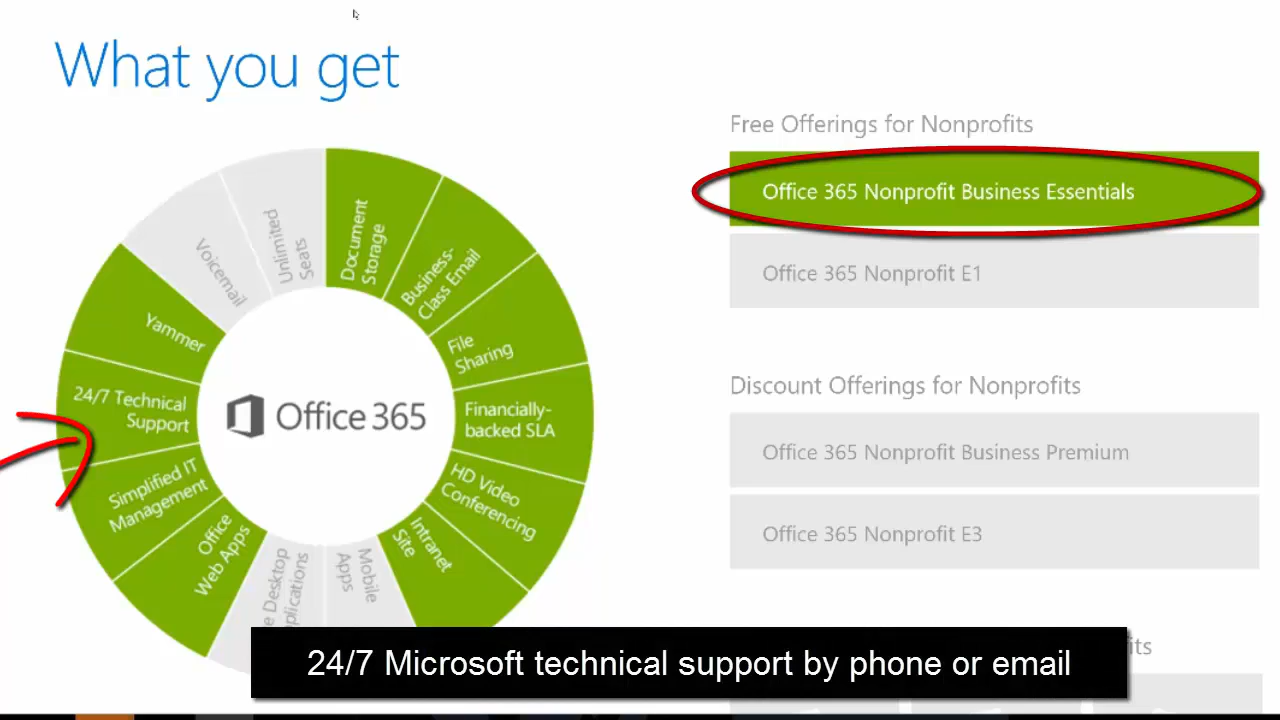 What you get
Free Offerings for Nonprofits
Office 365 Nonprofit Business Essentials
Office 365 Nonprofit E1
Discount Offerings for Nonprofits
Office 365 Nonprofit Business Premium
Office 365 Nonprofit E3
Document
Storage
Business-
Class Email
File
Sharing
Financially-
backed SLA
HD Video
Conferencing
Intranet
Site
Mobile
Apps
Desktop
Office
Web Apps
Simplified IT
Management
24/7 Technical
Support
Yammer
Voicemail
Unlimited
Seats
Office 365
24/7 Microsoft technical support by phone or email